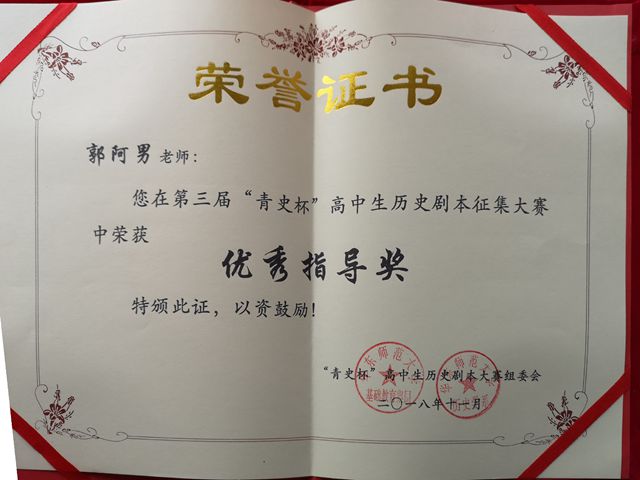 荣誉证书
郭阿男 老师：
您在第三届“青史杯”高中生历史剧本征集大赛
中荣获
优秀指导奖
特颁此证，以资鼓励！
“青史杯”高中生历史剧本大赛组委会
二〇一八年十一月